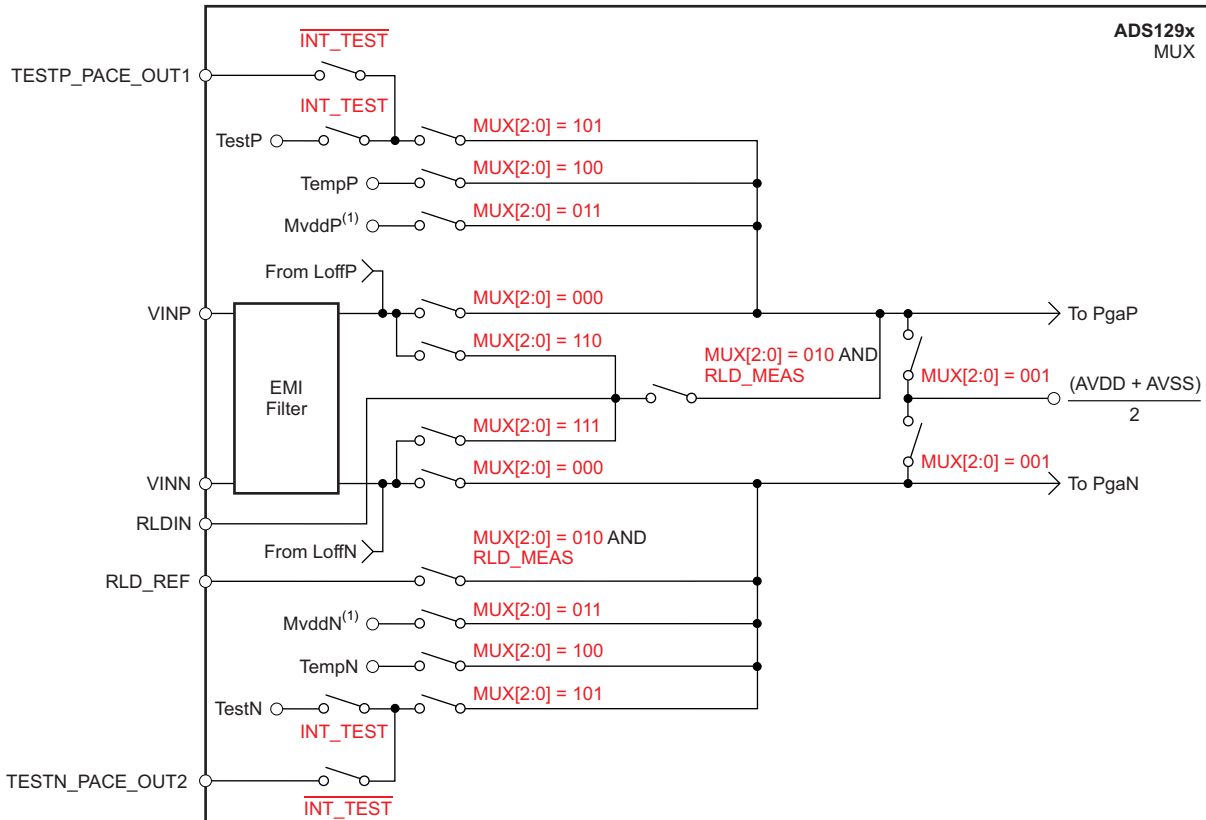 ADS129x
MUX
INT_TEST
TESTP_PACE_OUT1
INT_TEST
TestP
MUX[2:0] = 101
TempP
MUX[2:0] = 100
MvddP(1)
MUX[2:0] = 011
From LoffP
VINP
MUX[2:0] = 000
To PgaP
MUX[2:0] = 110
MUX[2:0] = 010 AND
RLD_MEAS
EMI
Filter
MUX[2:0] = 001
(AVDD + AVSS)
2
MUX[2:0] = 111
MUX[2:0] = 001
VINN
MUX[2:0] = 000
To PgaN
RLDIN
From LoffN
MUX[2:0] = 010 AND
RLD_MEAS
RLD_REF
MvddN(1)
MUX[2:0] = 011
TempN
MUX[2:0] = 100
TestN
MUX[2:0] = 101
INT_TEST
TESTN_PACE_OUT2
INT_TEST